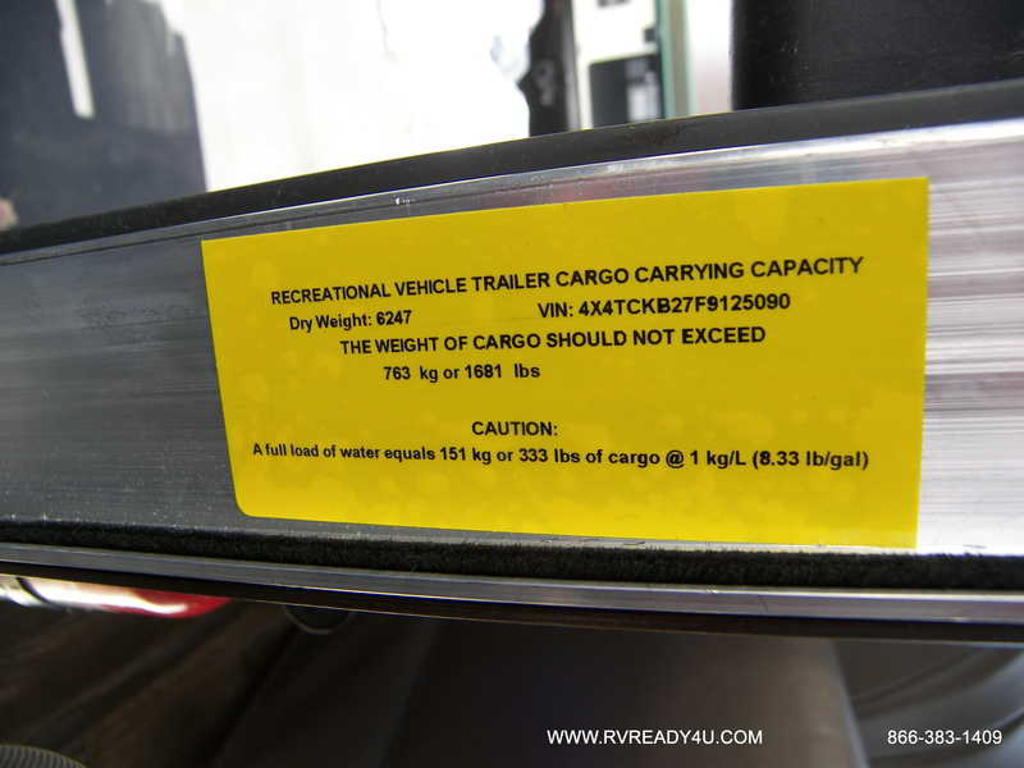 RECREATIONAL VEHICLE TRAILER CARGO CARRYING CAPACITY
Dry Weight: 6247 VIN: 4X4TCKB27F9125090
THE WEIGHT OF CARGO SHOULD NOT EXCEED
763 kg or 1681 lbs
CAUTION:
A full load of water equals 151 kg or 333 lbs of cargo @ 1 kg/L (8.33 lb/gal)
WWW.RVREADY4U.COM 866-383-1409